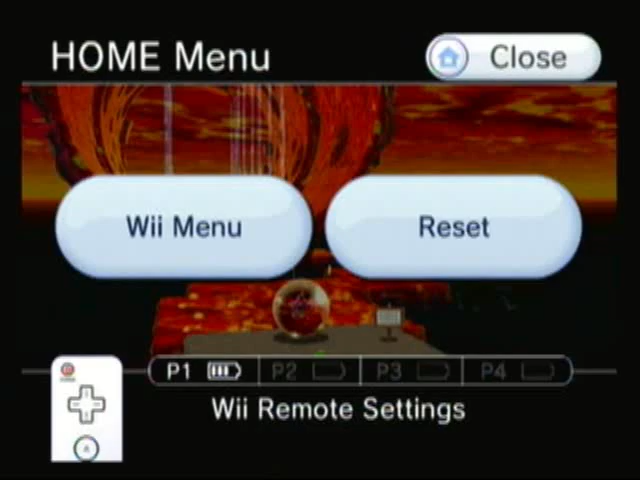 HOME Menu
Close
Wii Menu
Reset
P1 P2 P3 P4
Wii Remote Settings